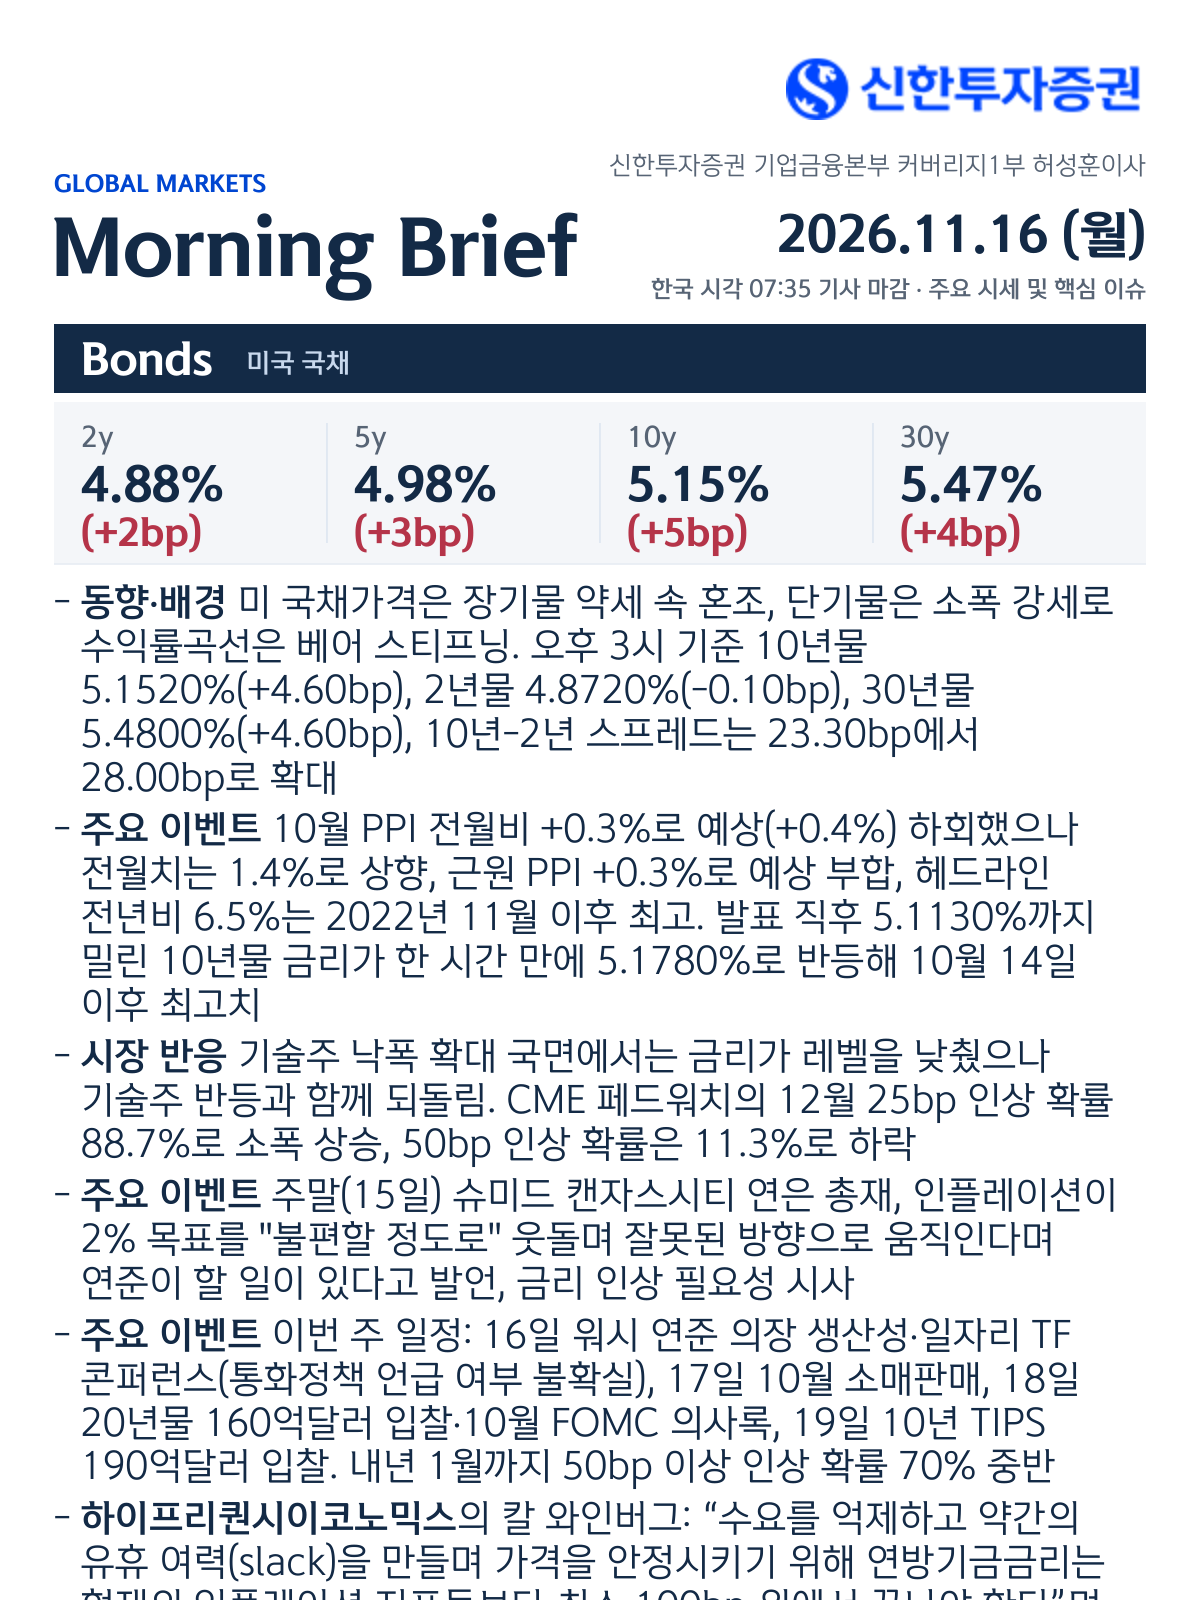 신한투자증권
신한투자증권 기업금융본부 커버리지1부 허성훈이사
GLOBAL MARKETS
Morning Brief
2026.11.16 (월)
한국 시각 07:35 기사 마감 · 주요 시세 및 핵심 이슈
Bonds 미국 국채
2y 5y 10y 30y
4.88% 4.98% 5.15% 5.47%
(+2bp) (+3bp) (+5bp) (+4bp)
– 동향·배경 미 국채가격은 장기물 약세 속 혼조, 단기물은 소폭 강세로
수익률곡선은 베어 스티프닝. 오후 3시 기준 10년물
5.1520%(+4.60bp), 2년물 4.8720%(-0.10bp), 30년물
5.4800%(+4.60bp), 10년-2년 스프레드는 23.30bp에서
28.00bp로 확대
– 주요 이벤트 10월 PPI 전월비 +0.3%로 예상(+0.4%) 하회했으나
전월치는 1.4%로 상향, 근원 PPI +0.3%로 예상 부합, 헤드라인
전년비 6.5%는 2022년 11월 이후 최고. 발표 직후 5.1130%까지
밀린 10년물 금리가 한 시간 만에 5.1780%로 반등해 10월 14일
이후 최고치
– 시장 반응 기술주 낙폭 확대 국면에서는 금리가 레벨을 낮췄으나
기술주 반등과 함께 되돌림. CME 페드워치의 12월 25bp 인상 확률
88.7%로 소폭 상승, 50bp 인상 확률은 11.3%로 하락
– 주요 이벤트 주말(15일) 슈미드 캔자스시티 연은 총재, 인플레이션이
2% 목표를 "불편할 정도로" 웃돌며 잘못된 방향으로 움직인다며
연준이 할 일이 있다고 발언, 금리 인상 필요성 시사
– 주요 이벤트 이번 주 일정: 16일 워시 연준 의장 생산성·일자리 TF
콘퍼런스(통화정책 언급 여부 불확실), 17일 10월 소매판매, 18일
20년물 160억달러 입찰·10월 FOMC 의사록, 19일 10년 TIPS
190억달러 입찰. 내년 1월까지 50bp 이상 인상 확률 70% 중반
– 하이프리퀀시이코노믹스의 칼 와인버그: “수요를 억제하고 약간의
유휴 여력(slack)을 만들며 가격을 안정시키기 위해 연방기금금리는